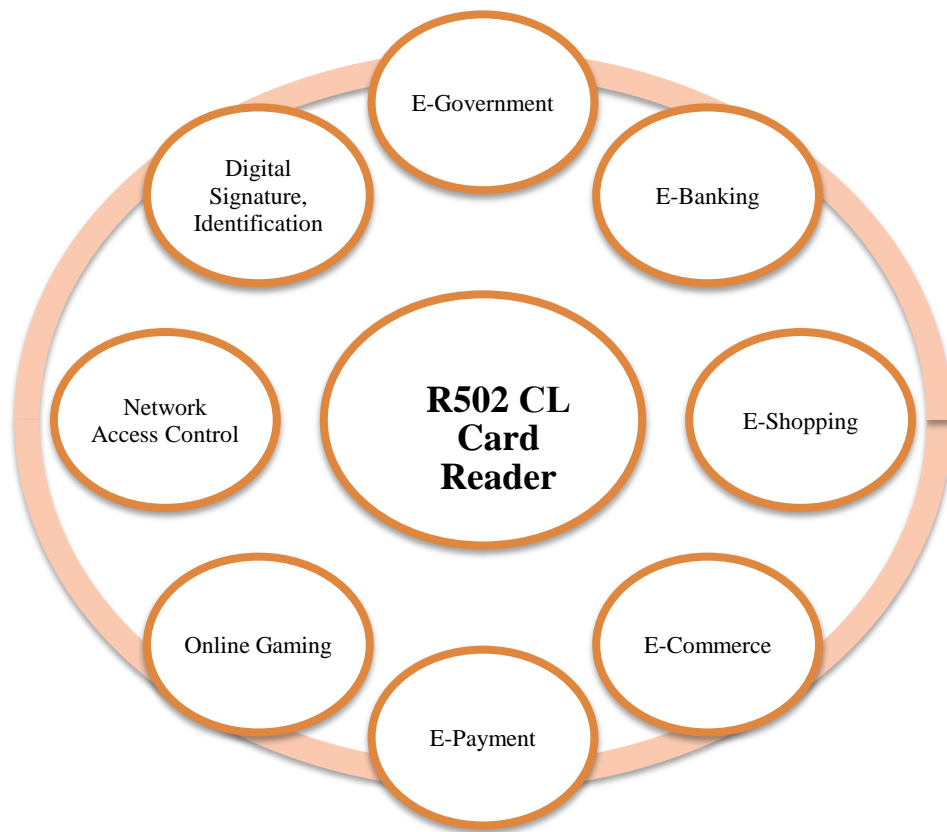 E-Government
Digital
Signature,
Identification
E-Banking
Network
Access Control
R502 CL
Card
Reader
E-Shopping
Online Gaming
E-Commerce
E-Payment